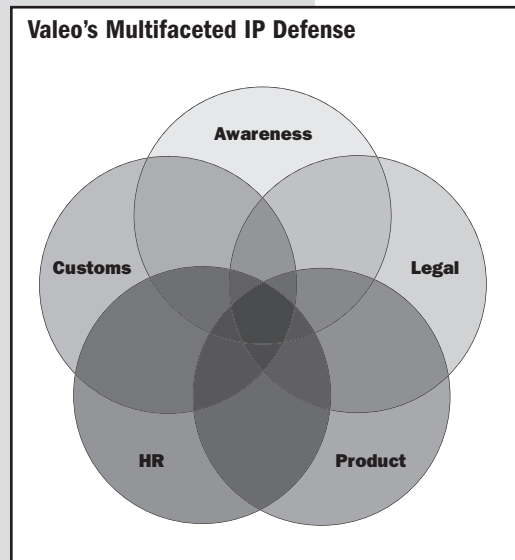 Valeo’s Multifaceted IP Defense
Awareness
Customs
Legal
HR
Product